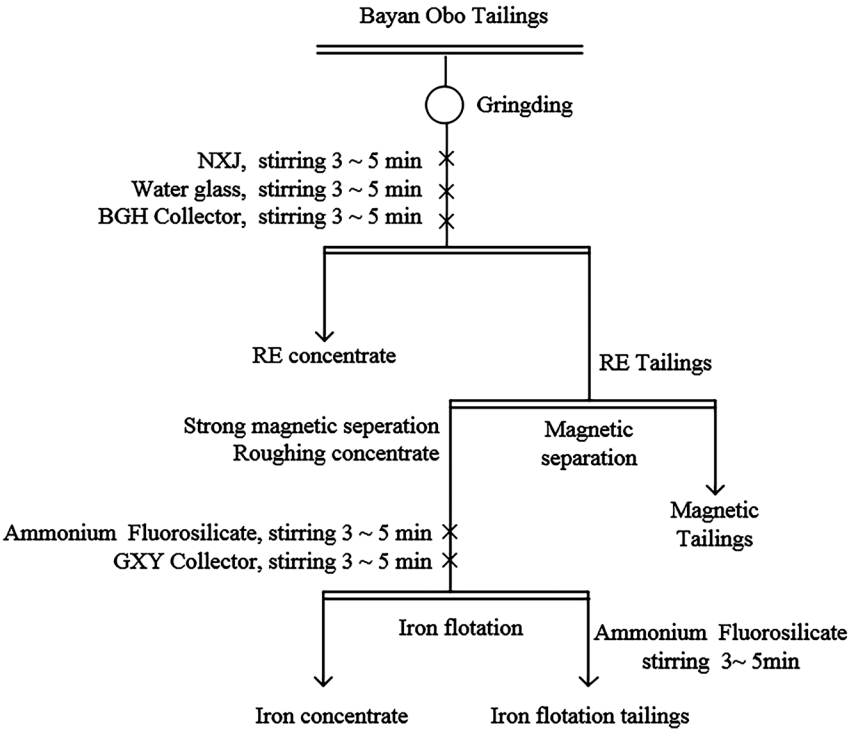 Bayan Obo Tailings
Gringding
NXJ, stirring 3 ~ 5 min
Water glass, stirring 3 ~ 5 min
BGH Collector, stirring 3 ~ 5 min
RE concentrate
RE Tailings
Strong magnetic seperation
Roughing concentrate
Magnetic
separation
Magnetic
Tailings
Ammonium Fluorosilicate, stirring 3 ~ 5 min
GXY Collector, stirring 3 ~ 5 min
Iron flotation
Ammonium Fluorosilicate
stirring 3~ 5min
Iron concentrate
Iron flotation tailings